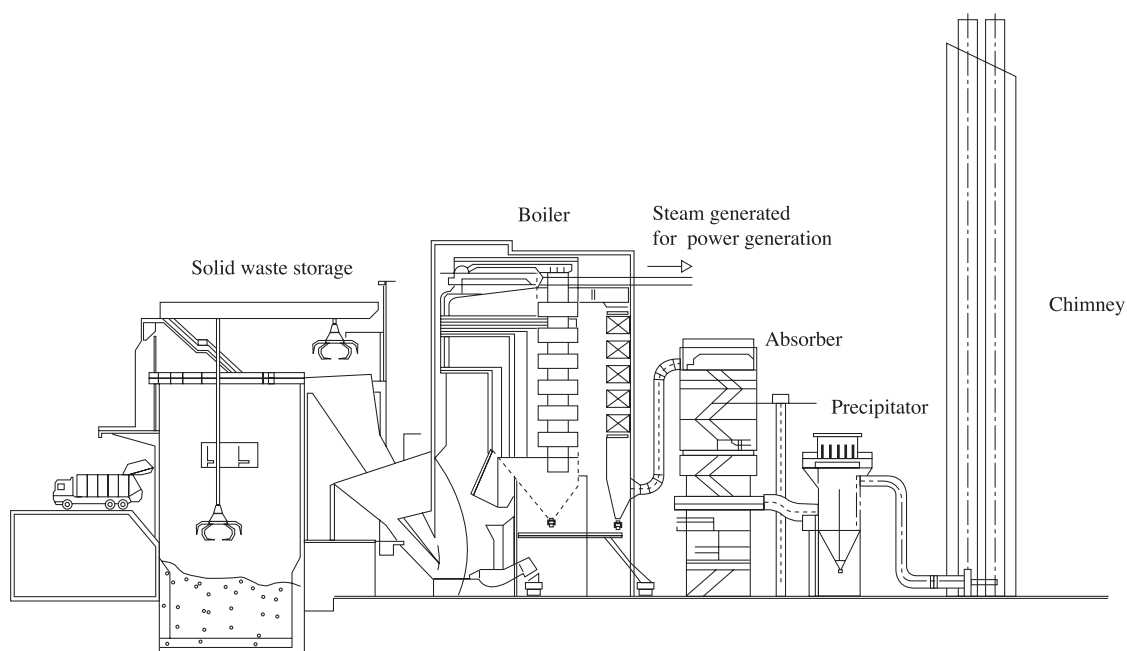 Boiler
Steam generated
for power generation
Solid waste storage
Chimney
Absorber
Precipitator